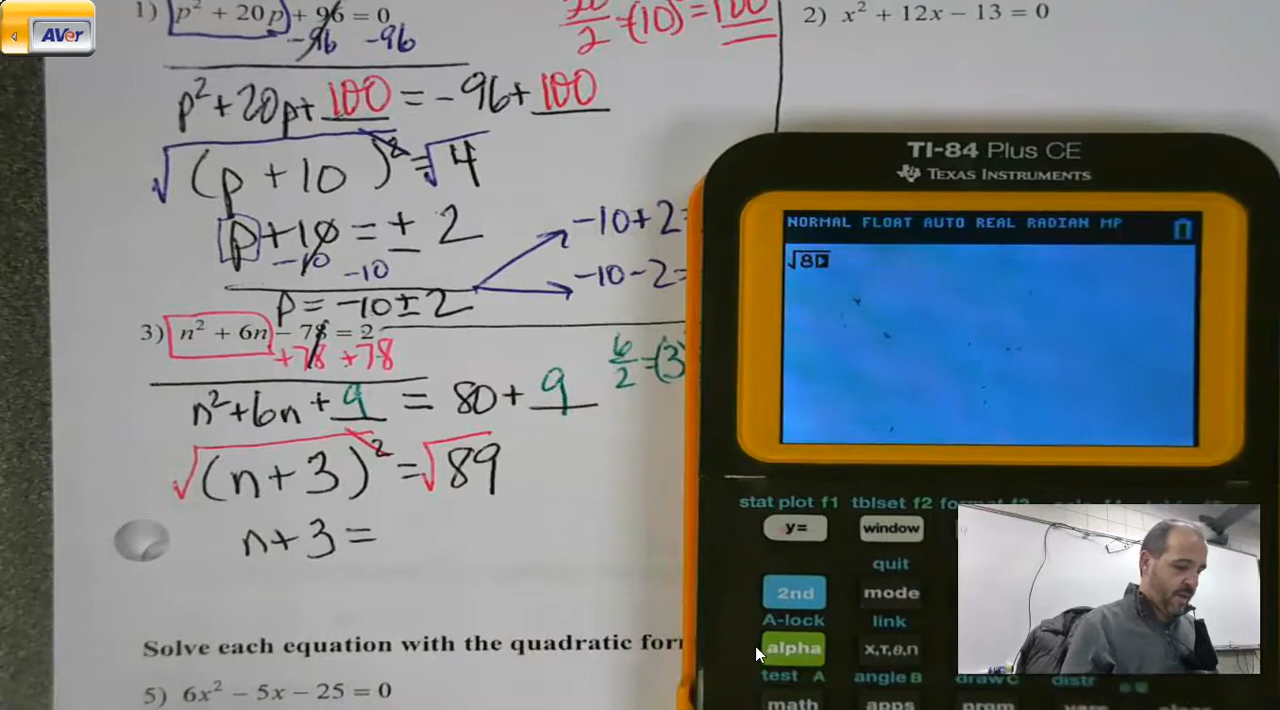 AVer
1) p² + 20p + 96 = 0
-96 -96
2 -(10)² = 100
p² + 20p + 100 = -96 + 100
√(p + 10)² = √4
p + 10 = ± 2
-10 -10
p = -10 ± 2
-10 + 2 =
-10 - 2 =
2) x² + 12x − 13 = 0
3) n² + 6n − 78 = 2
+78 +78
6/2 = (3)
n² + 6n + 9 = 80 + 9
√(n + 3)² = √89
n + 3 =
Solve each equation with the quadratic for
5) 6x² − 5x − 25 = 0
TI-84 Plus CE
TEXAS INSTRUMENTS
NORMAL FLOAT AUTO REAL RADIAN MP
√8
stat plot f1 tblset f2
y= window
quit
2nd mode
A-lock link
alpha X,T,θ,n
test A angle B draw C distr
math apps prgm vars clear